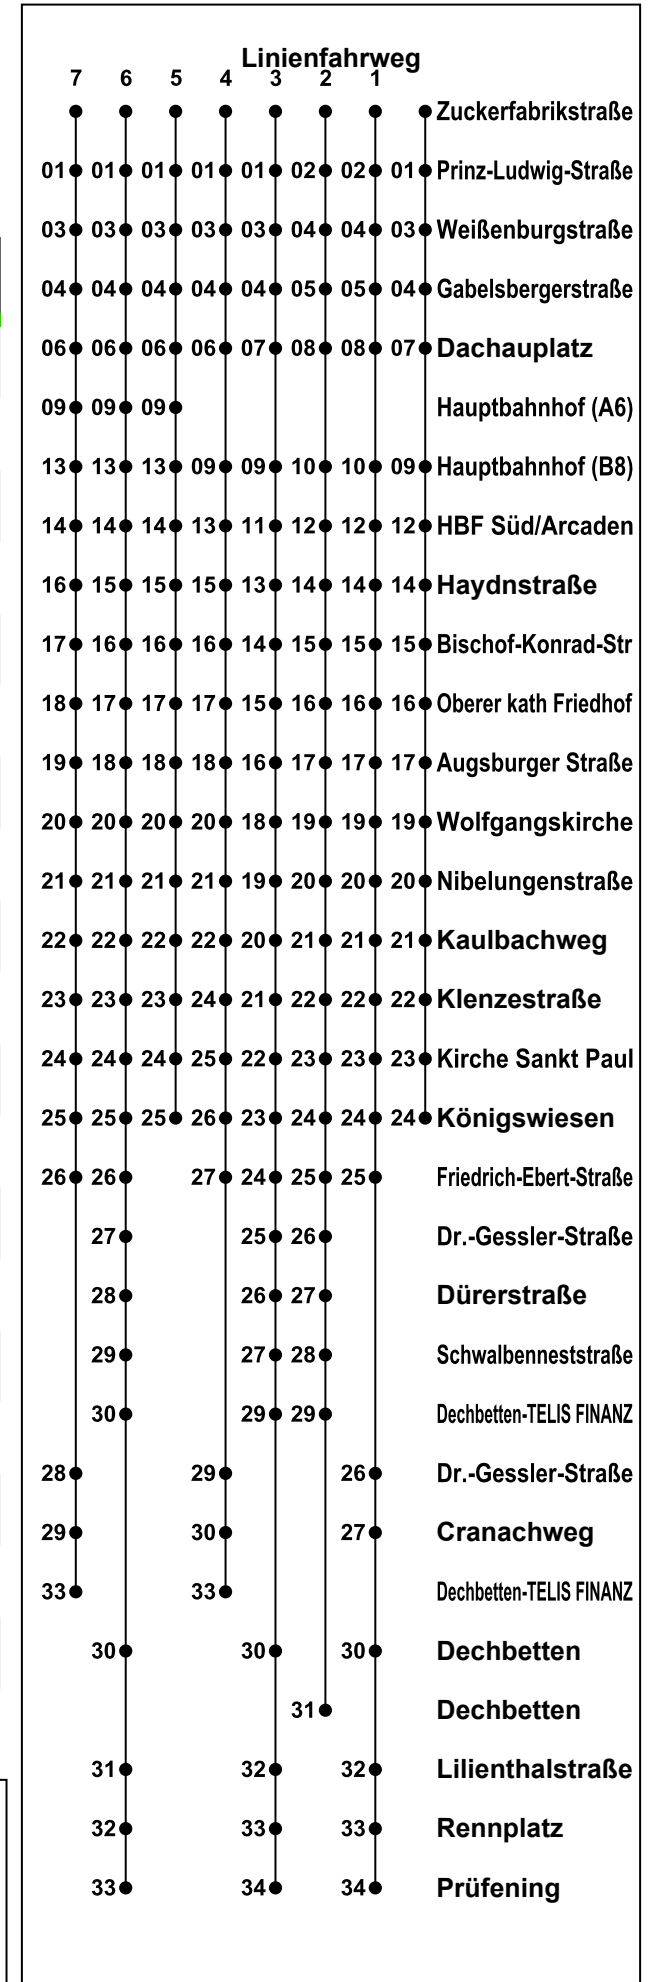 Linienfahrweg
7 6 5 4 3 2 1
Zuckerfabrikstraße
01 01 01 01 01 02 02 01 Prinz-Ludwig-Straße
03 03 03 03 03 04 04 03 Weißenburgstraße
04 04 04 04 04 05 05 04 Gabelsbergerstraße
06 06 06 06 07 08 08 07 Dachauplatz
09 09 09 Hauptbahnhof (A6)
13 13 13 09 09 10 10 09 Hauptbahnhof (B8)
14 14 14 13 11 12 12 12 HBF Süd/Arcaden
16 15 15 15 13 14 14 14 Haydnstraße
17 16 16 16 14 15 15 15 Bischof-Konrad-Str
18 17 17 17 15 16 16 16 Oberer kath Friedhof
19 18 18 18 16 17 17 17 Augsburger Straße
20 20 20 20 18 19 19 19 Wolfgangskirche
21 21 21 21 19 20 20 20 Nibelungenstraße
22 22 22 22 20 21 21 21 Kaulbachweg
23 23 23 24 21 22 22 22 Klenzestraße
24 24 24 25 22 23 23 23 Kirche Sankt Paul
25 25 25 26 23 24 24 24 Königswiesen
26 26 27 24 25 25 Friedrich-Ebert-Straße
27 25 26 Dr.-Gessler-Straße
28 26 27 Dürerstraße
29 27 28 Schwalbenneststraße
30 29 29 Dechbetten-TELIS FINANZ
28 29 26 Dr.-Gessler-Straße
29 30 27 Cranachweg
33 33 Dechbetten-TELIS FINANZ
30 30 30 Dechbetten
31 Dechbetten
31 32 32 Lilienthalstraße
32 33 33 Rennplatz
33 34 34 Prüfening